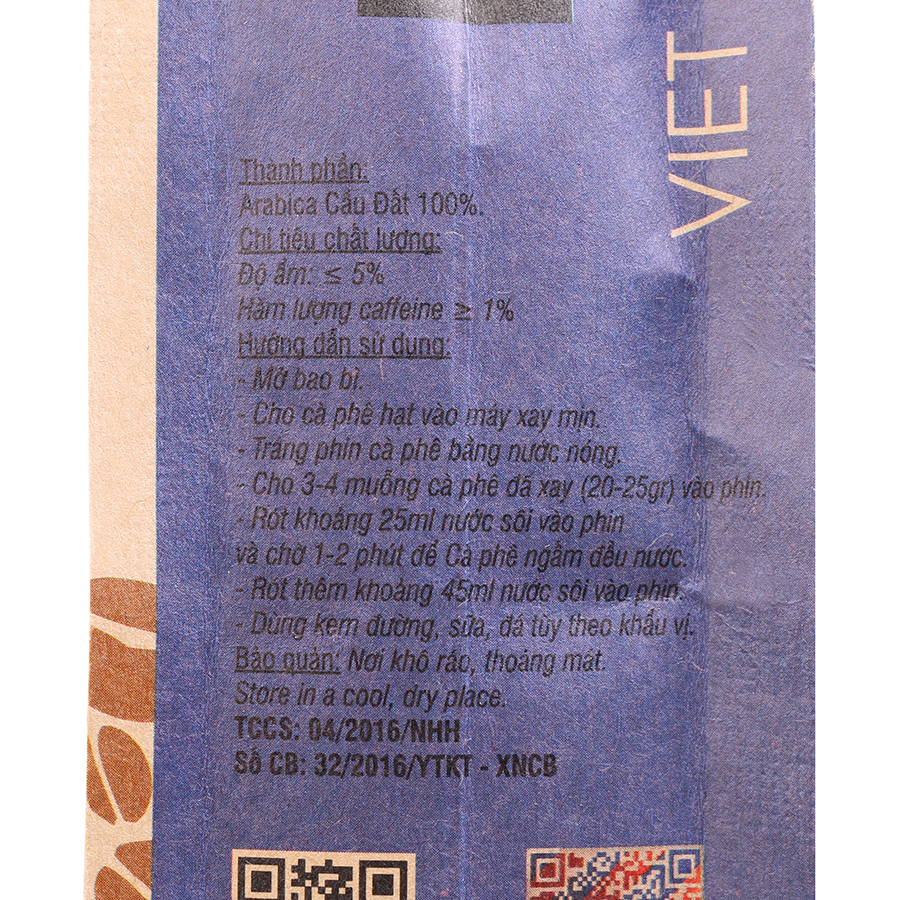 VIET
Thành phần:
Arabica Cầu Đất 100%.
Chỉ tiêu chất lượng:
Độ ẩm: ≤ 5%
Hàm lượng caffeine ≥ 1%
Hướng dẫn sử dụng:
- Mở bao bì.
- Cho cà phê hạt vào máy xay mịn.
- Tráng phin cà phê bằng nước nóng.
- Cho 3-4 muỗng cà phê đã xay (20-25gr) vào phin.
- Rót khoảng 25ml nước sôi vào phin
và chờ 1-2 phút để Cà phê ngấm đều nước.
- Rót thêm khoảng 45ml nước sôi vào phin.
- Dùng kèm đường, sữa, đá tùy theo khẩu vị.
Bảo quản: Nơi khô ráo, thoáng mát.
Store in a cool, dry place.
TCCS: 04/2016/NHH
Số CB: 32/2016/YTKT - XNCB